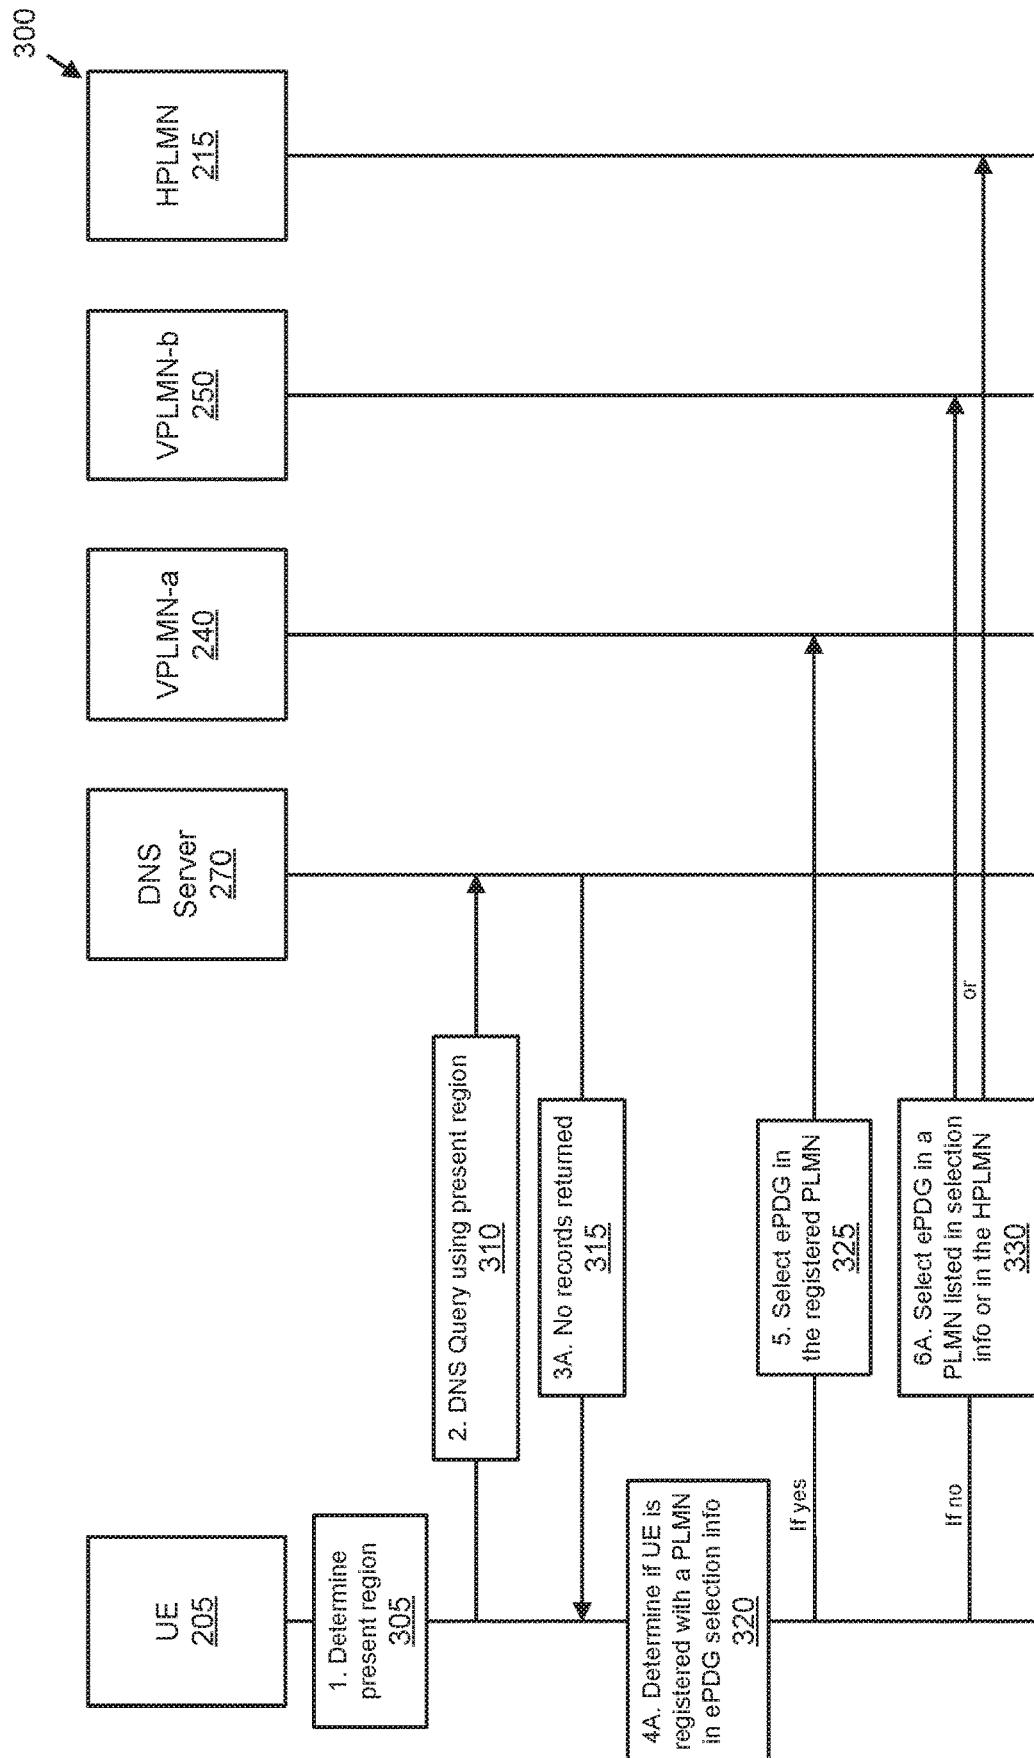 300
UE
205
DNS
Server
270
VPLMN-a
240
VPLMN-b
250
HPLMN
215
1. Determine
present region
305
2. DNS Query using present region
310
3A. No records returned
315
4A. Determine if UE is
registered with a PLMN
in ePDG selection info
320
If yes
5. Select ePDG in
the registered PLMN
325
If no
6A. Select ePDG in a
PLMN listed in selection
info or in the HPLMN
330
or